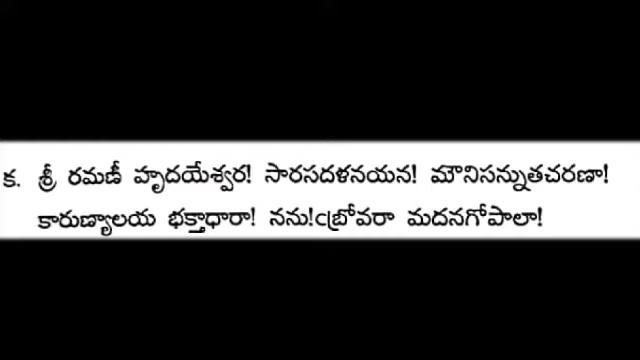 క. శ్రీ రమణీ హృదయేశ్వర! సారసదళనయన! మౌనిసన్నుతచరణా!
కారుణ్యాలయ భక్తాధారా! నను!ఁబ్రోవరా మదనగోపాలా!